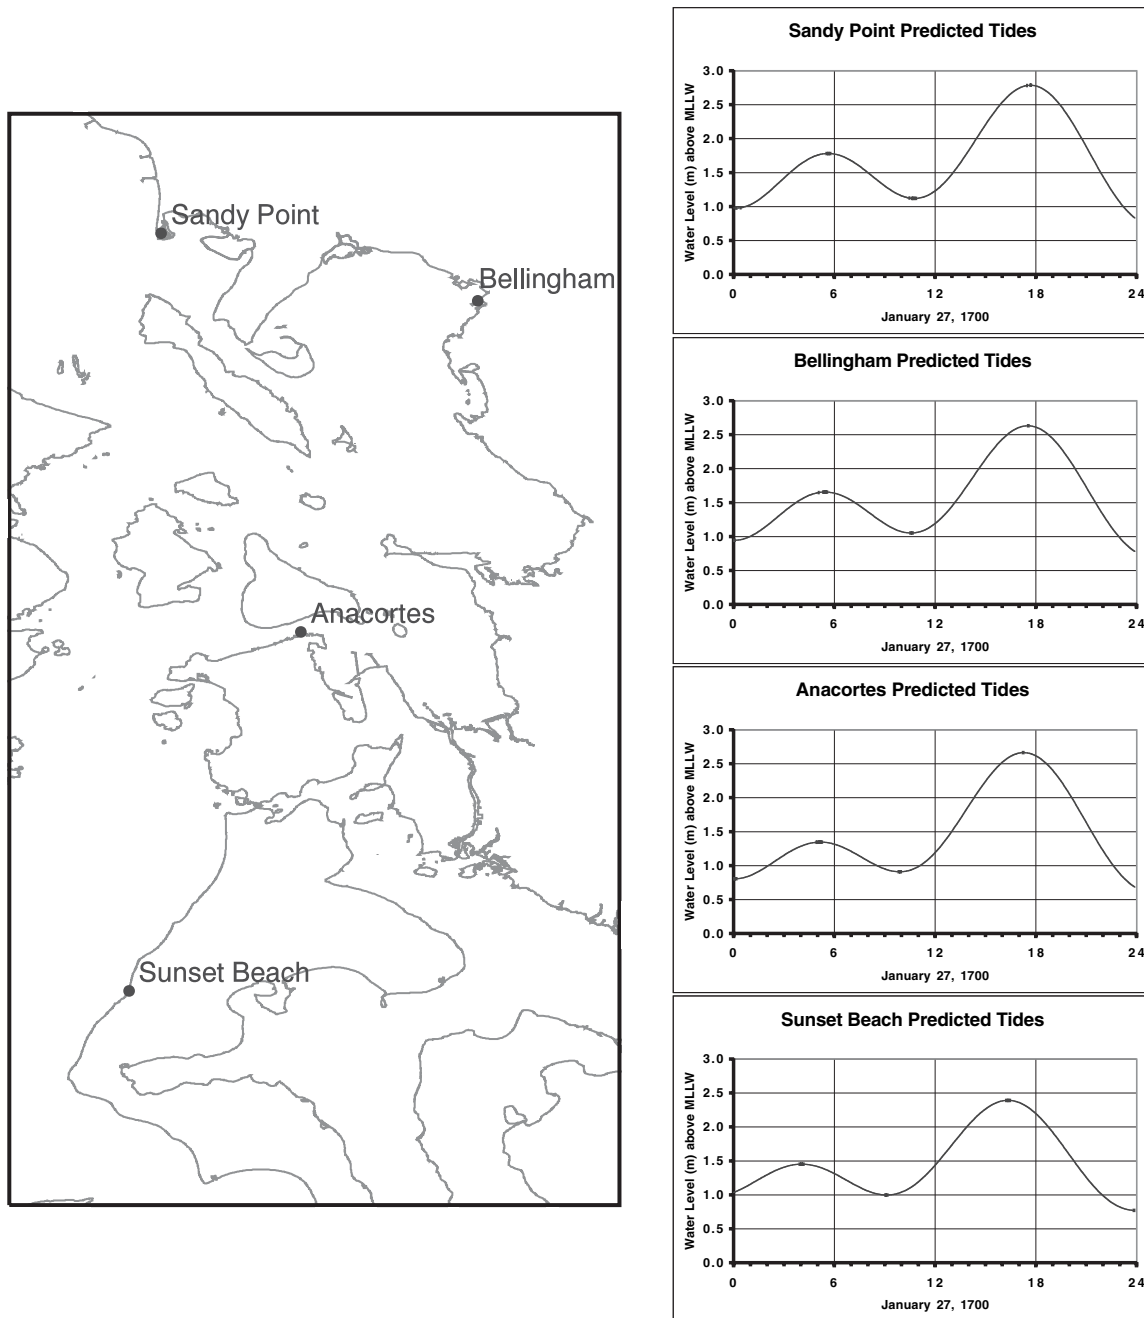 Sandy Point
Bellingham
Anacortes
Sunset Beach
Sandy Point Predicted Tides
Water Level (m) above MLLW
3.0
2.5
2.0
1.5
1.0
0.5
0.0
0 6 12 18 24
January 27, 1700
Bellingham Predicted Tides
Water Level (m) above MLLW
3.0
2.5
2.0
1.5
1.0
0.5
0.0
0 6 12 18 24
January 27, 1700
Anacortes Predicted Tides
Water Level (m) above MLLW
3.0
2.5
2.0
1.5
1.0
0.5
0.0
0 6 12 18 24
January 27, 1700
Sunset Beach Predicted Tides
Water Level (m) above MLLW
3.0
2.5
2.0
1.5
1.0
0.5
0.0
0 6 12 18 24
January 27, 1700